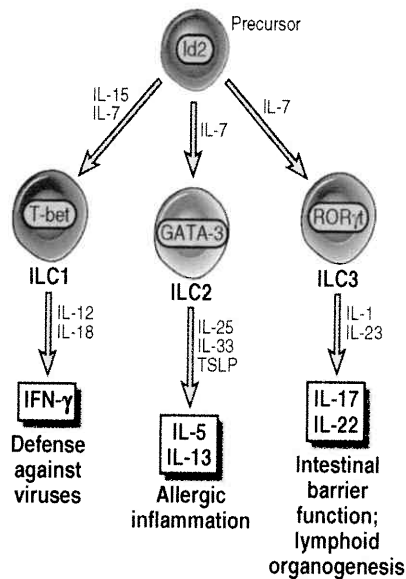 Precursor
Id2
IL-15
IL-7
IL-7
IL-7
T-bet
GATA-3
RORγt
ILC1
ILC2
ILC3
IL-12
IL-18
IL-25
IL-33
TSLP
IL-1
IL-23
IFN-γ
Defense
against
viruses
IL-5
IL-13
Allergic
inflammation
IL-17
IL-22
Intestinal
barrier
function;
lymphoid
organogenesis